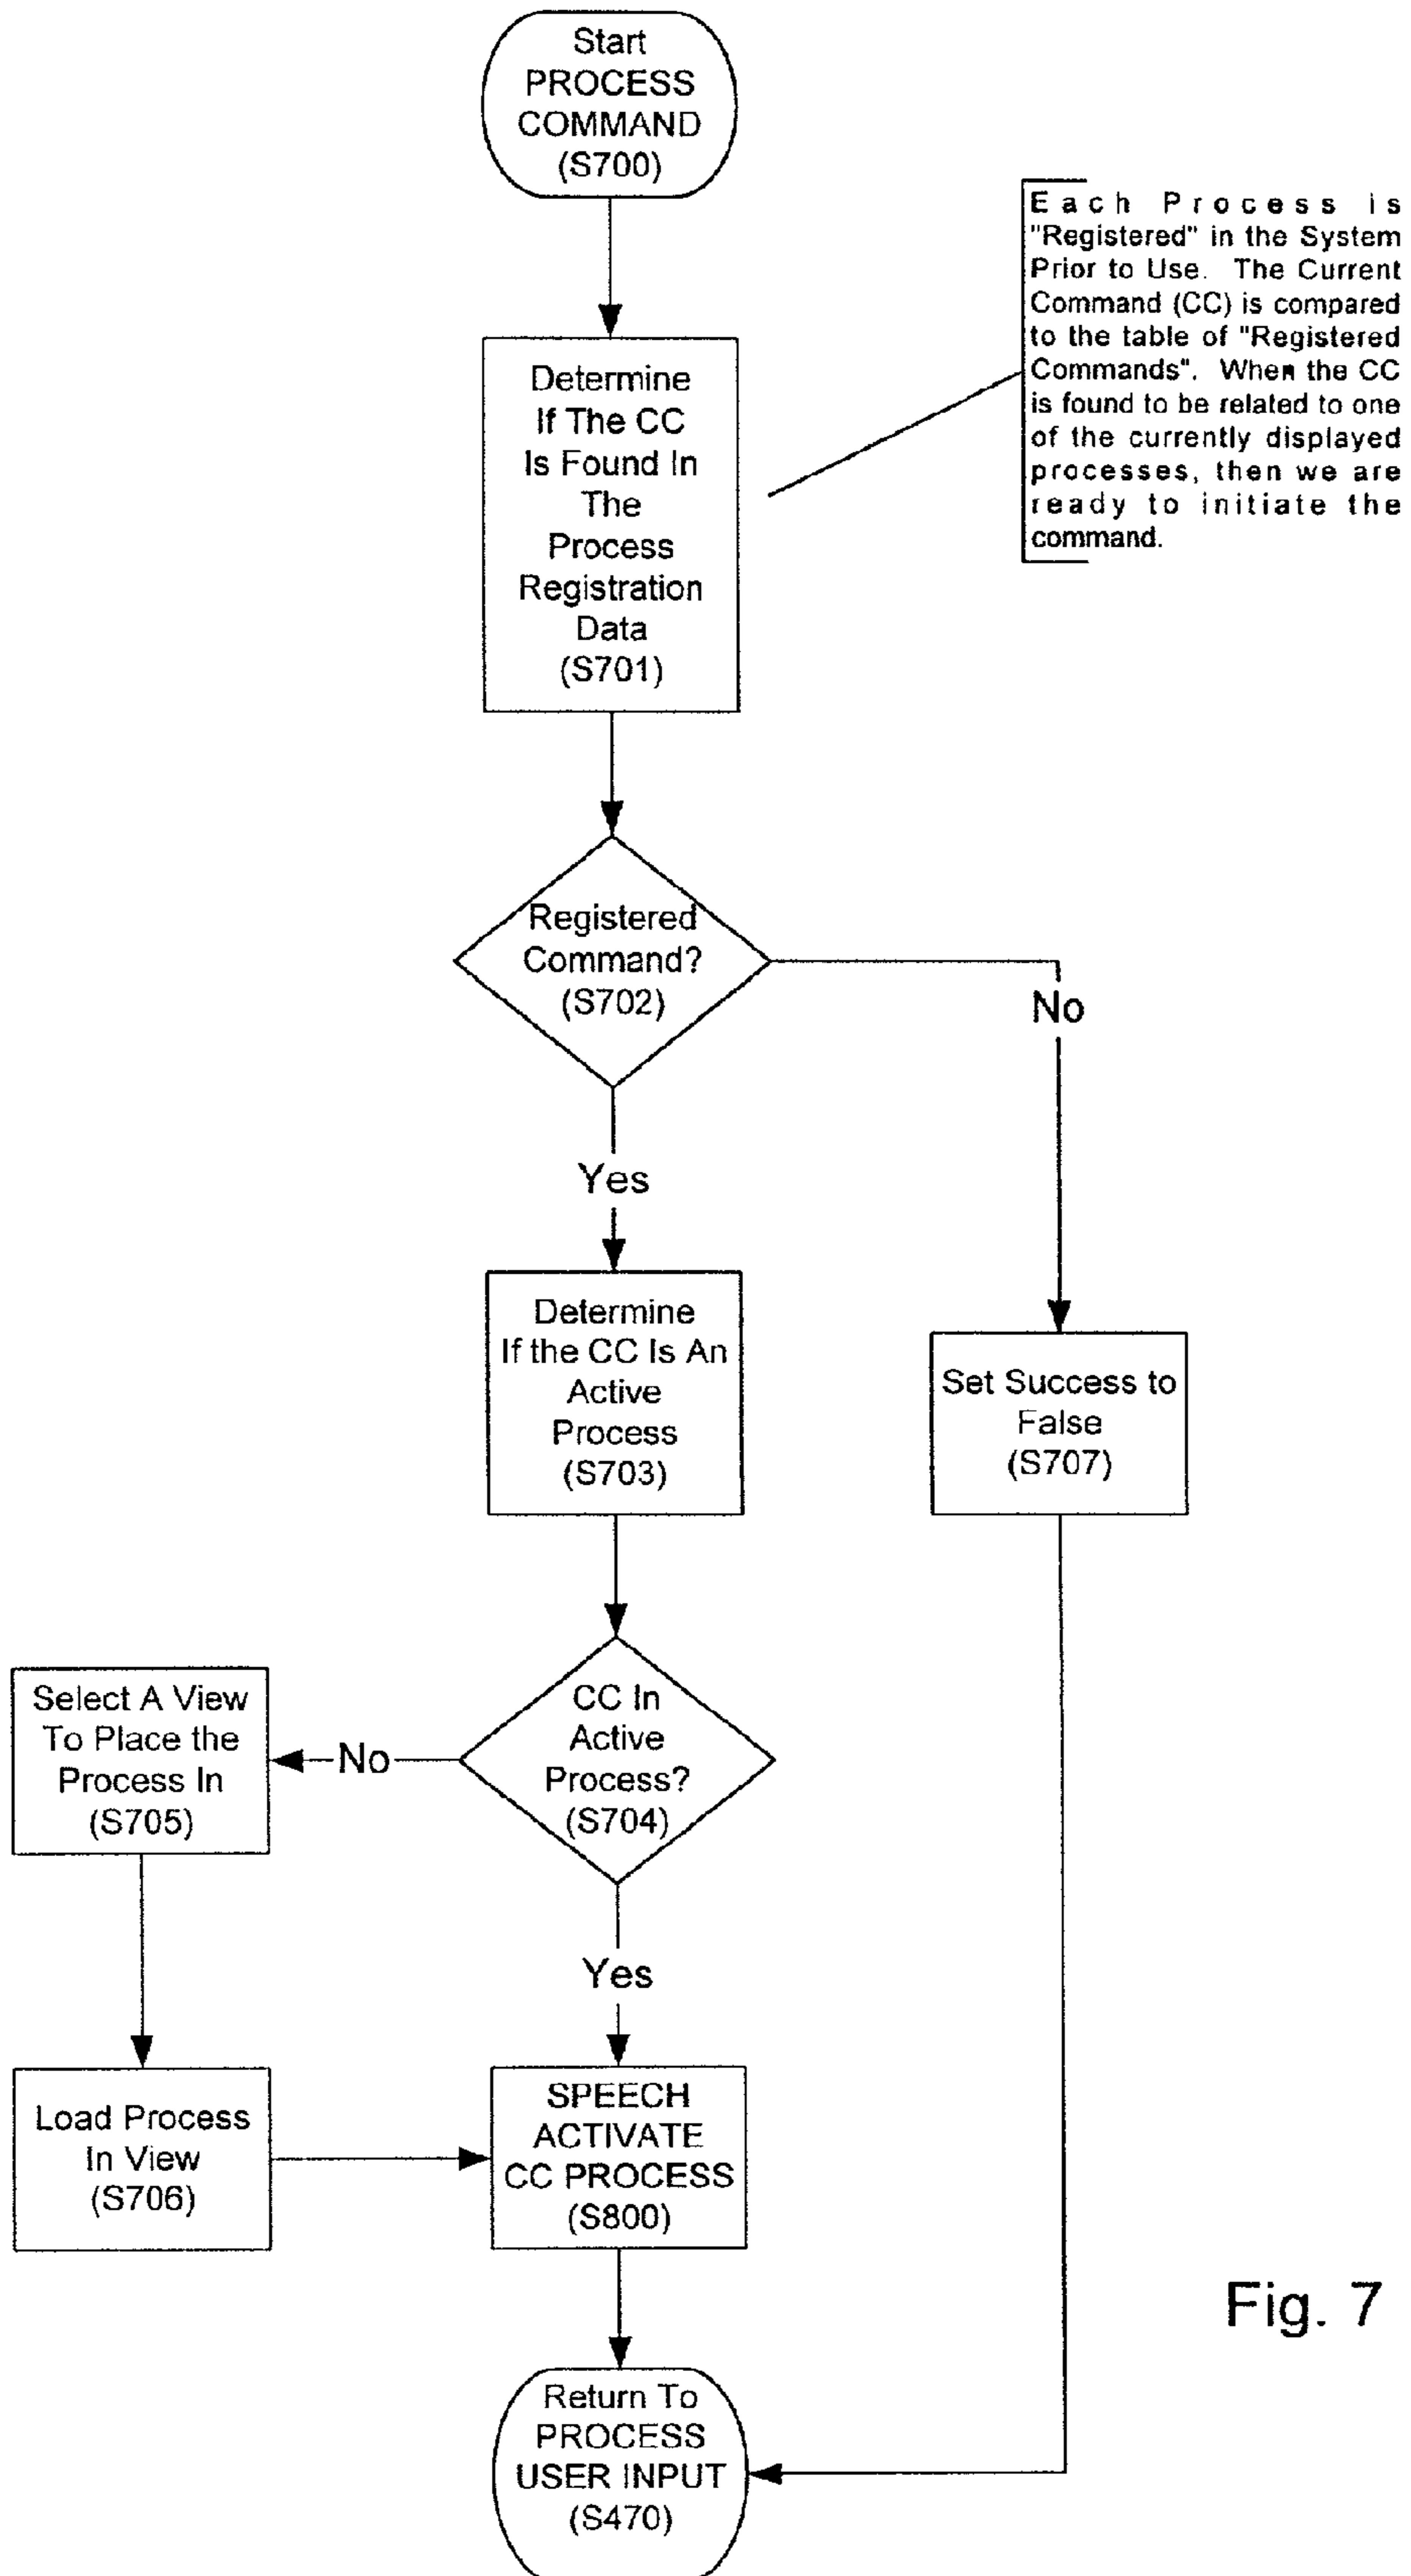 Start
PROCESS
COMMAND
(S700)
Each Process is
"Registered" in the System
Prior to Use. The Current
Command (CC) is compared
to the table of "Registered
Commands". When the CC
is found to be related to one
of the currently displayed
processes, then we are
ready to initiate the
command.
Determine
If The CC
Is Found In
The
Process
Registration
Data
(S701)
Registered
Command?
(S702)
No
Yes
Determine
If the CC Is An
Active
Process
(S703)
Set Success to
False
(S707)
CC In
Active
Process?
(S704)
No
Select A View
To Place the
Process In
(S705)
Yes
Load Process
In View
(S706)
SPEECH
ACTIVATE
CC PROCESS
(S800)
Return To
PROCESS
USER INPUT
(S470)
Fig. 7